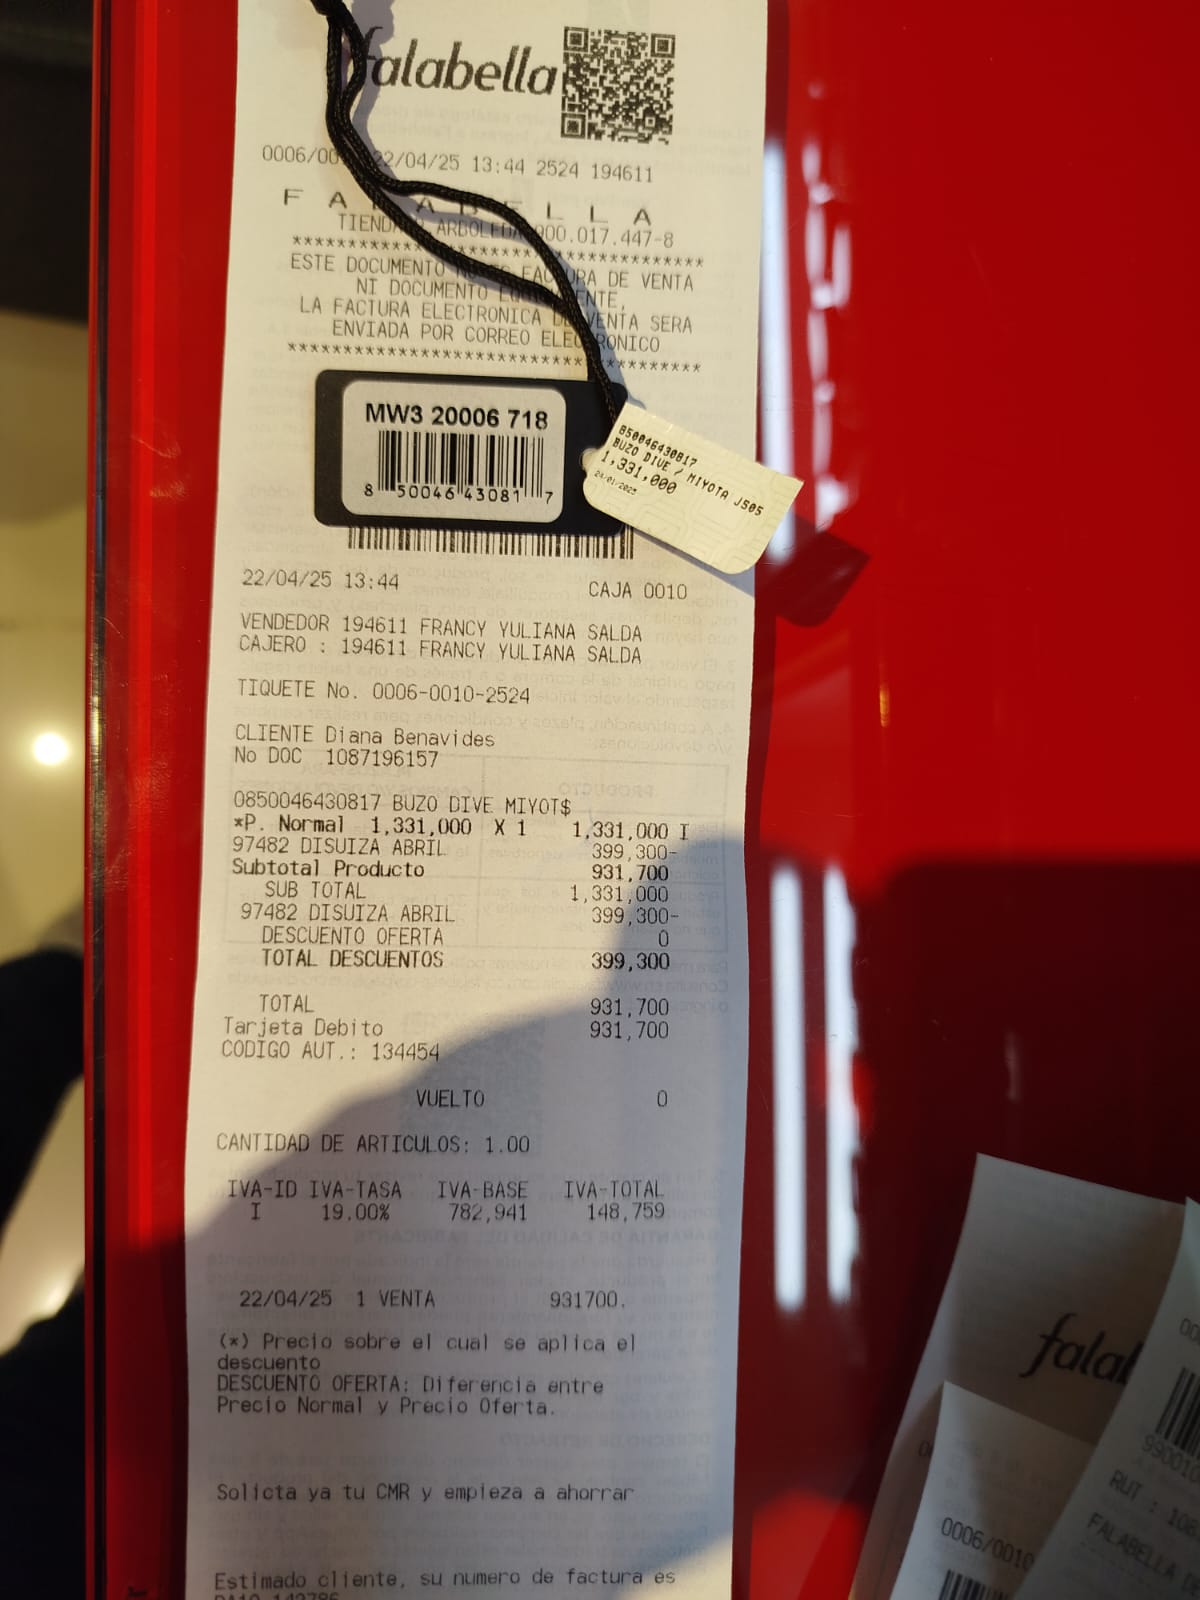 falabella
22/04/25 13:44 2524 194611
F A L A B E L L A
ARBOLEDA 900.017.447-8
****************************************
ESTE DOCUMENTO NO ES FACTURA DE VENTA
NI DOCUMENTO EQUIVALENTE,
LA FACTURA ELECTRONICA DE VENTA SERA
ENVIADA POR CORREO ELECTRONICO
****************************************
MW3 20006 718
8 50046 43081 7
850046430817
BUZO DIVE / MIYOTA JS05
1,331,000
24/01/2025
22/04/25 13:44 CAJA 0010
VENDEDOR 194611 FRANCY YULIANA SALDA
CAJERO : 194611 FRANCY YULIANA SALDA
TIQUETE No. 0006-0010-2524
CLIENTE Diana Benavides
No DOC 1087196157
0850046430817 BUZO DIVE MIYOT$
*P. Normal 1,331,000 X 1 1,331,000 I
97482 DISUIZA ABRIL 399,300-
Subtotal Producto 931,700
SUB TOTAL 1,331,000
97482 DISUIZA ABRIL 399,300-
DESCUENTO OFERTA 0
TOTAL DESCUENTOS 399,300
TOTAL 931,700
Tarjeta Debito 931,700
CODIGO AUT.: 134454
VUELTO 0
CANTIDAD DE ARTICULOS: 1.00
IVA-ID IVA-TASA IVA-BASE IVA-TOTAL
I 19.00% 782,941 148,759
22/04/25 1 VENTA 931700.
(*) Precio sobre el cual se aplica el
descuento
DESCUENTO OFERTA: Diferencia entre
Precio Normal y Precio Oferta.
Solicita ya tu CMR y empieza a ahorrar
Estimado cliente, su numero de factura es
falabel
0006/0010
RUT : 108
FALABELLA DE